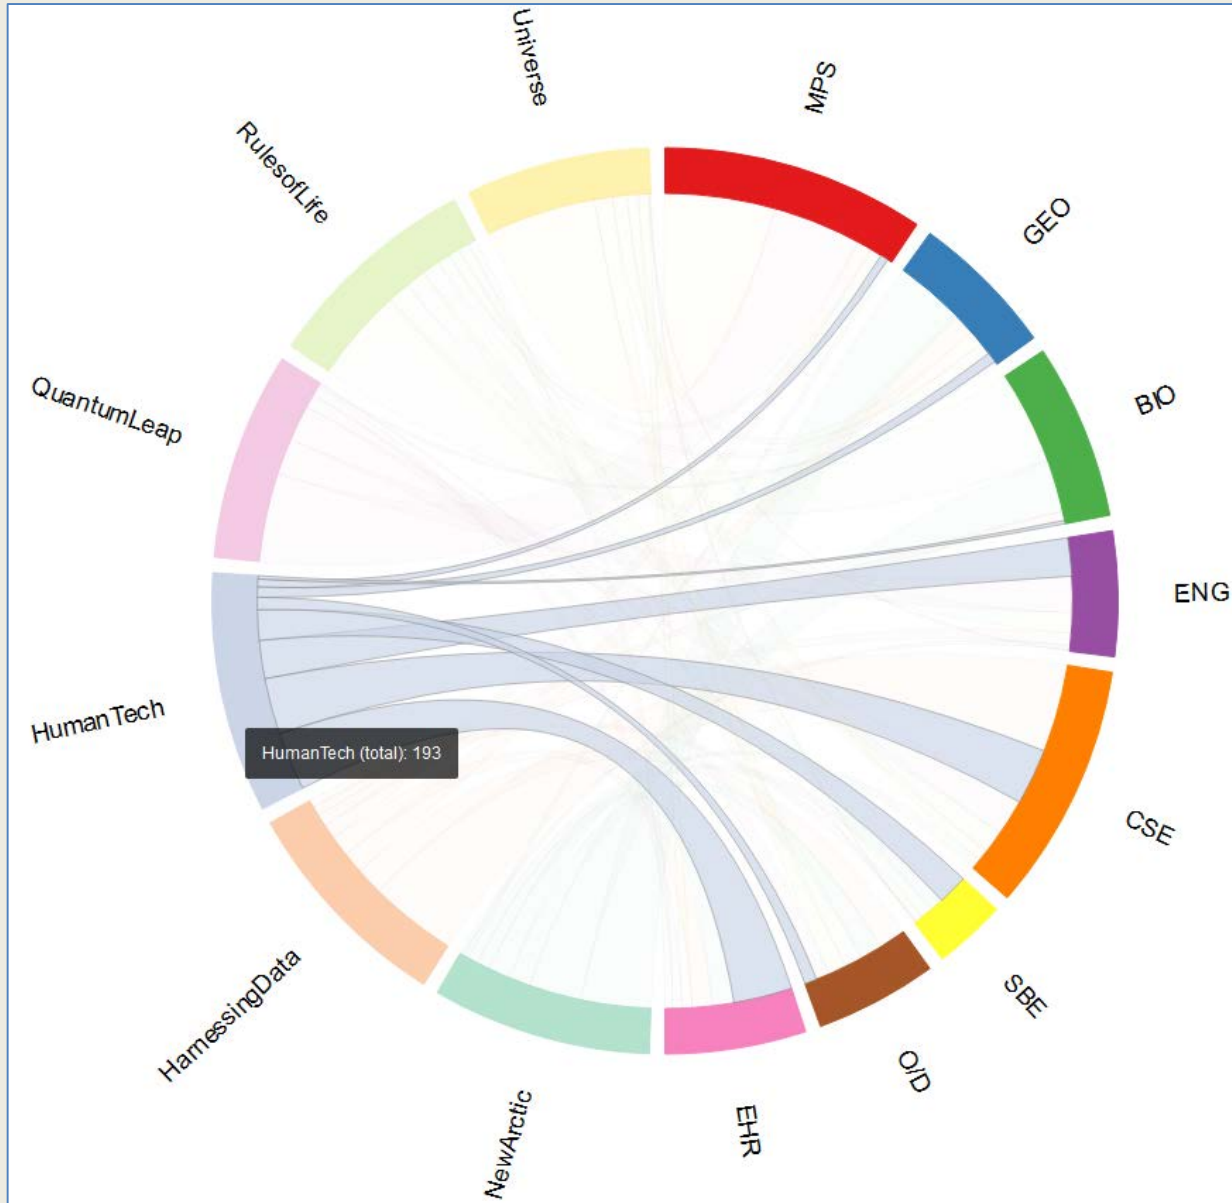 Universe
MPS
RulesofLife
GEO
QuantumLeap
BIO
ENG
HumanTech
HumanTech (total): 193
CSE
HarnessingData
SBE
O/D
NewArctic
EHR